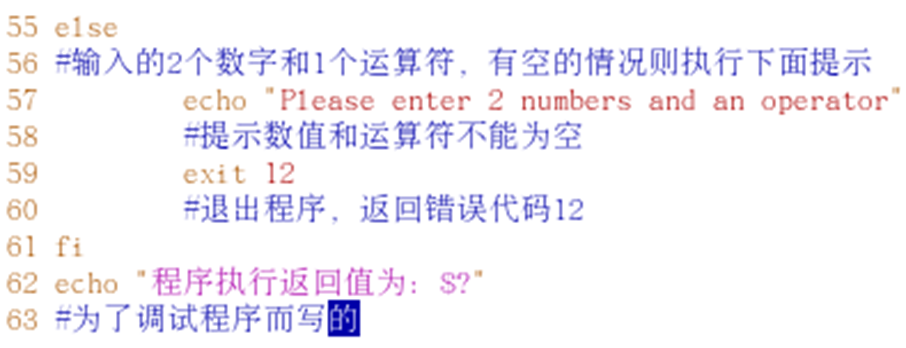 55 else
56 #输入的2个数字和1个运算符，有空的情况则执行下面提示
57 echo "Please enter 2 numbers and an operator"
58 #提示数值和运算符不能为空
59 exit 12
60 #退出程序，返回错误代码12
61 fi
62 echo "程序执行返回值为：$?"
63 #为了调试程序而写的